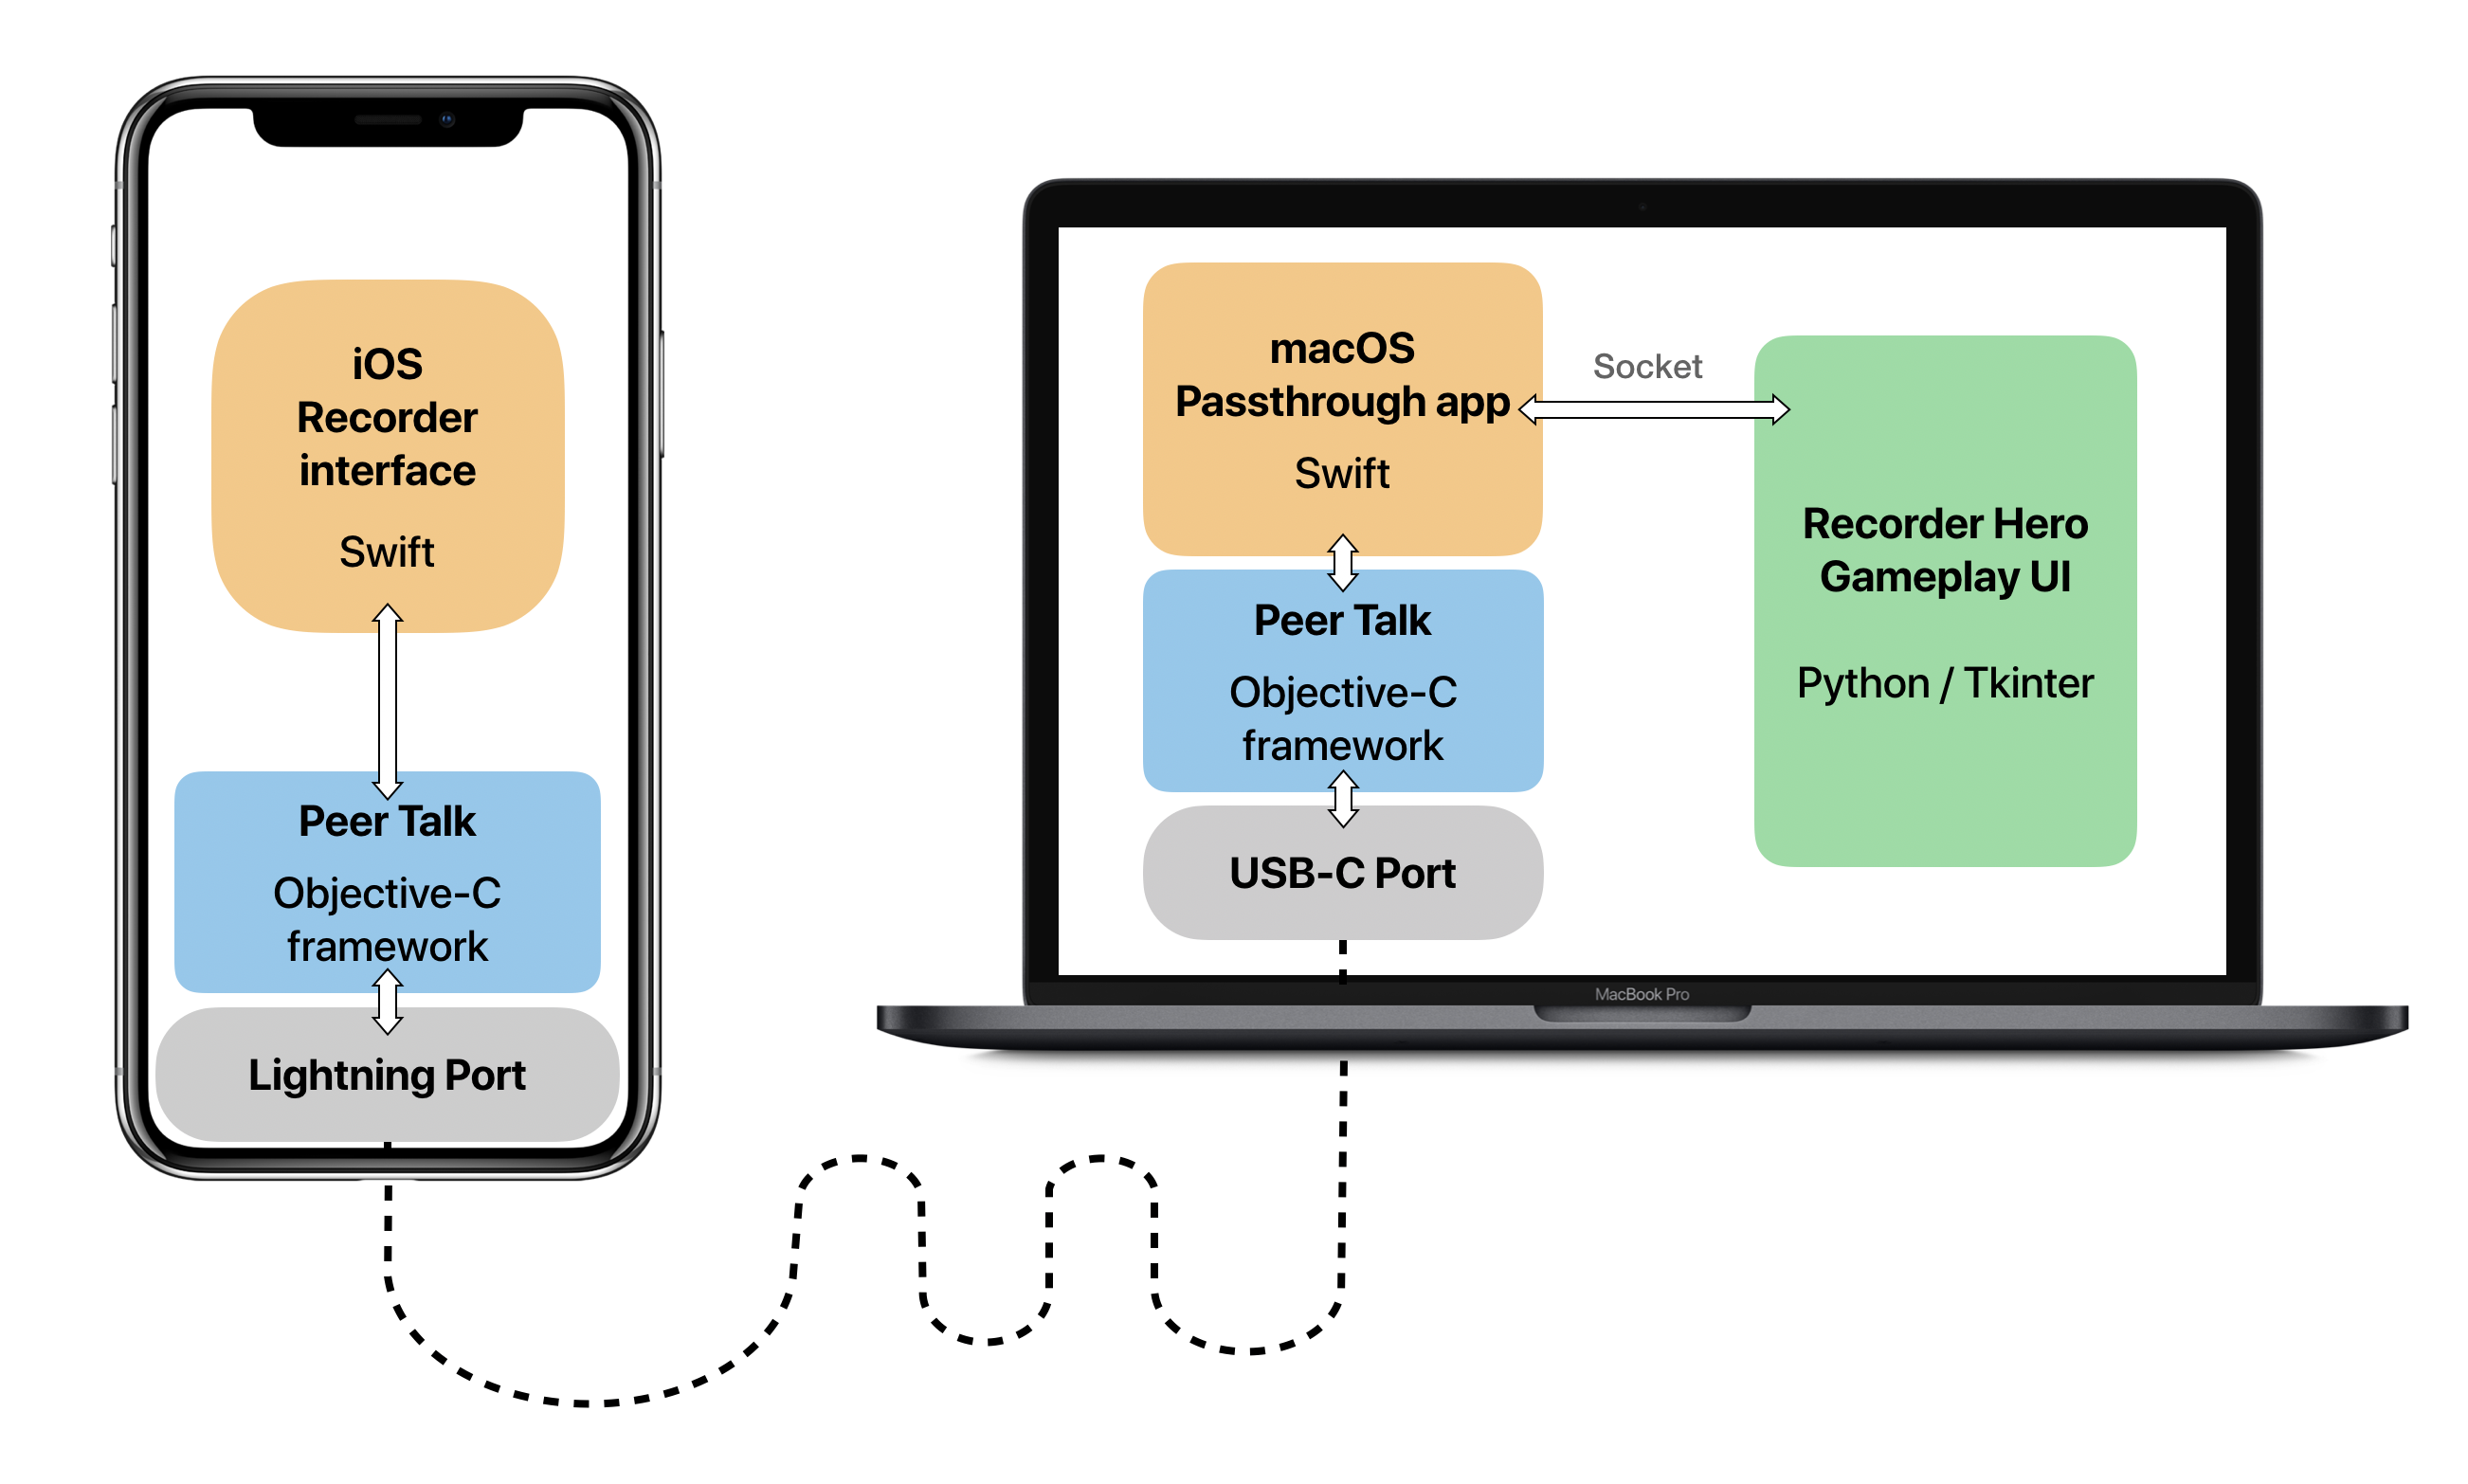 iOS
Recorder
interface
Swift
Peer Talk
Objective-C
framework
Lightning Port
macOS
Passthrough app
Swift
Socket
Peer Talk
Objective-C
framework
USB-C Port
Recorder Hero
Gameplay UI
Python / Tkinter
MacBook Pro